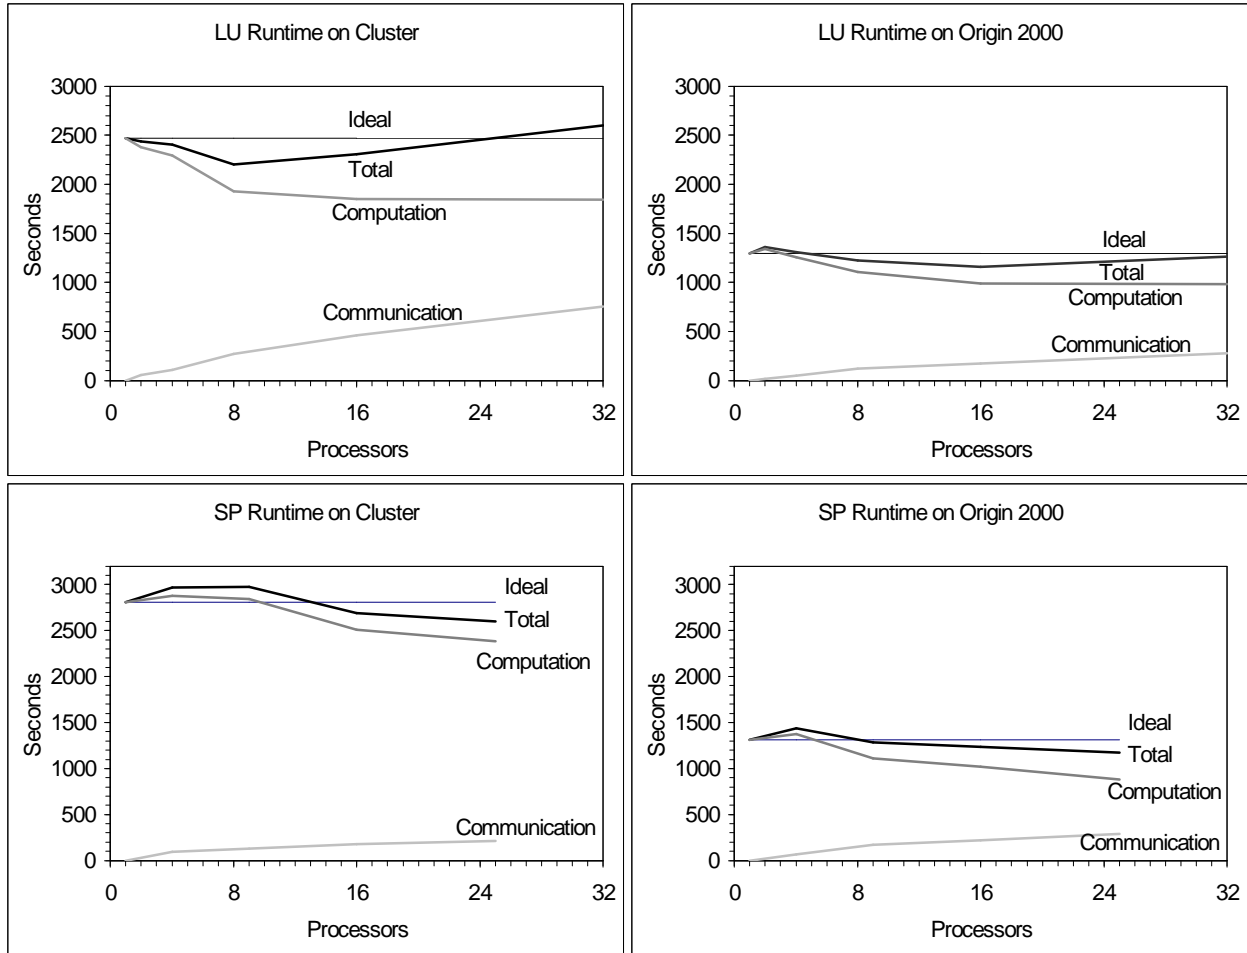 LU Runtime on Cluster
3000
2500
2000
1500
1000
500
0
Seconds
Ideal
Total
Computation
Communication
0 8 16 24 32
Processors
LU Runtime on Origin 2000
3000
2500
2000
1500
1000
500
0
Seconds
Ideal
Total
Computation
Communication
0 8 16 24 32
Processors
SP Runtime on Cluster
3000
2500
2000
1500
1000
500
0
Seconds
Ideal
Total
Computation
Communication
0 8 16 24 32
Processors
SP Runtime on Origin 2000
3000
2500
2000
1500
1000
500
0
Seconds
Ideal
Total
Computation
Communication
0 8 16 24 32
Processors